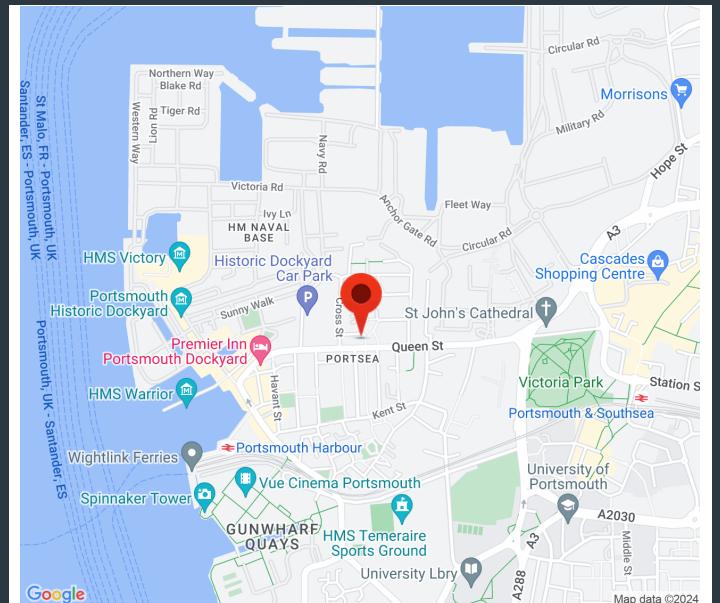 Circular Rd
Northern Way
Blake Rd
Morrisons
Tiger Rd
Lion Rd
Western Way
Military Rd
Navy Rd
Hope St
St Malo, FR - Portsmouth, UK
Santander, ES - Portsmouth, UK
Victoria Rd
Fleet Way
Ivy Ln
Anchor Gate Rd
HM NAVAL
BASE
A3
Circular Rd
HMS Victory
Historic Dockyard
Car Park
P
Cascades
Shopping Centre
Portsmouth
Historic Dockyard
Sunny Walk
Cross St
St John's Cathedral
Premier Inn
Portsmouth Dockyard
Queen St
PORTSEA
Portsmouth, UK - Santander, ES
HMS Warrior
Havant St
Victoria Park
Station S
Kent St
Portsmouth & Southsea
Portsmouth Harbour
Wightlink Ferries
Vue Cinema Portsmouth
University of
Portsmouth
Spinnaker Tower
GUNWHARF
QUAYS
HMS Temeraire
Sports Ground
A2030
A3
Middle St
University Lbry
A288
Google
Map data ©2024